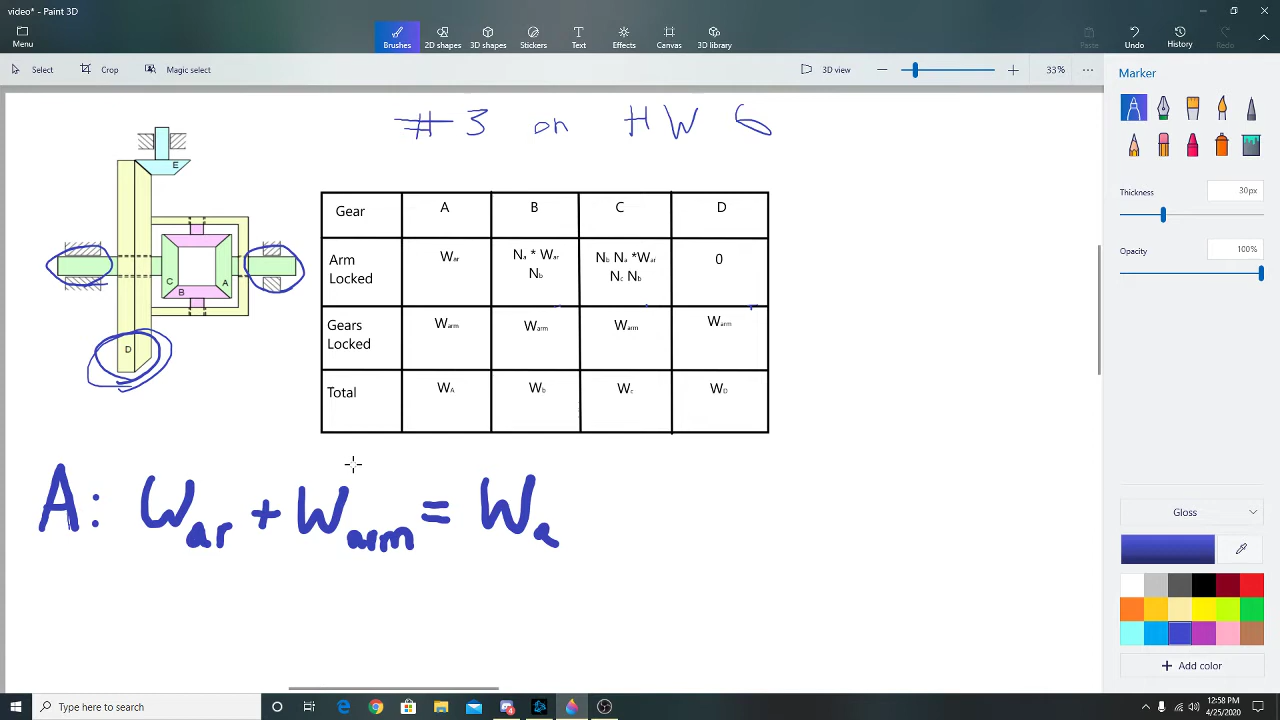 video* - Paint 3D
Menu
Brushes
2D shapes
3D shapes
Stickers
Text
Effects
Canvas
3D library
Paste
Undo
History
Redo
Select
Crop
Magic select
3D view
33%
# 3 on HW 6
E
C
A
B
D
Gear A B C D
Arm Locked
War
Na * War
Nb
Nb Na *War
Nc Nb
0
Gears Locked
Warm Warm Warm Warm
Total WA Wb Wc WD
A: War + Warm = Wa
Marker
Thickness
30px
Opacity
100%
Gloss
Add color
Type here to search
4
12:58 PM
4/25/2020